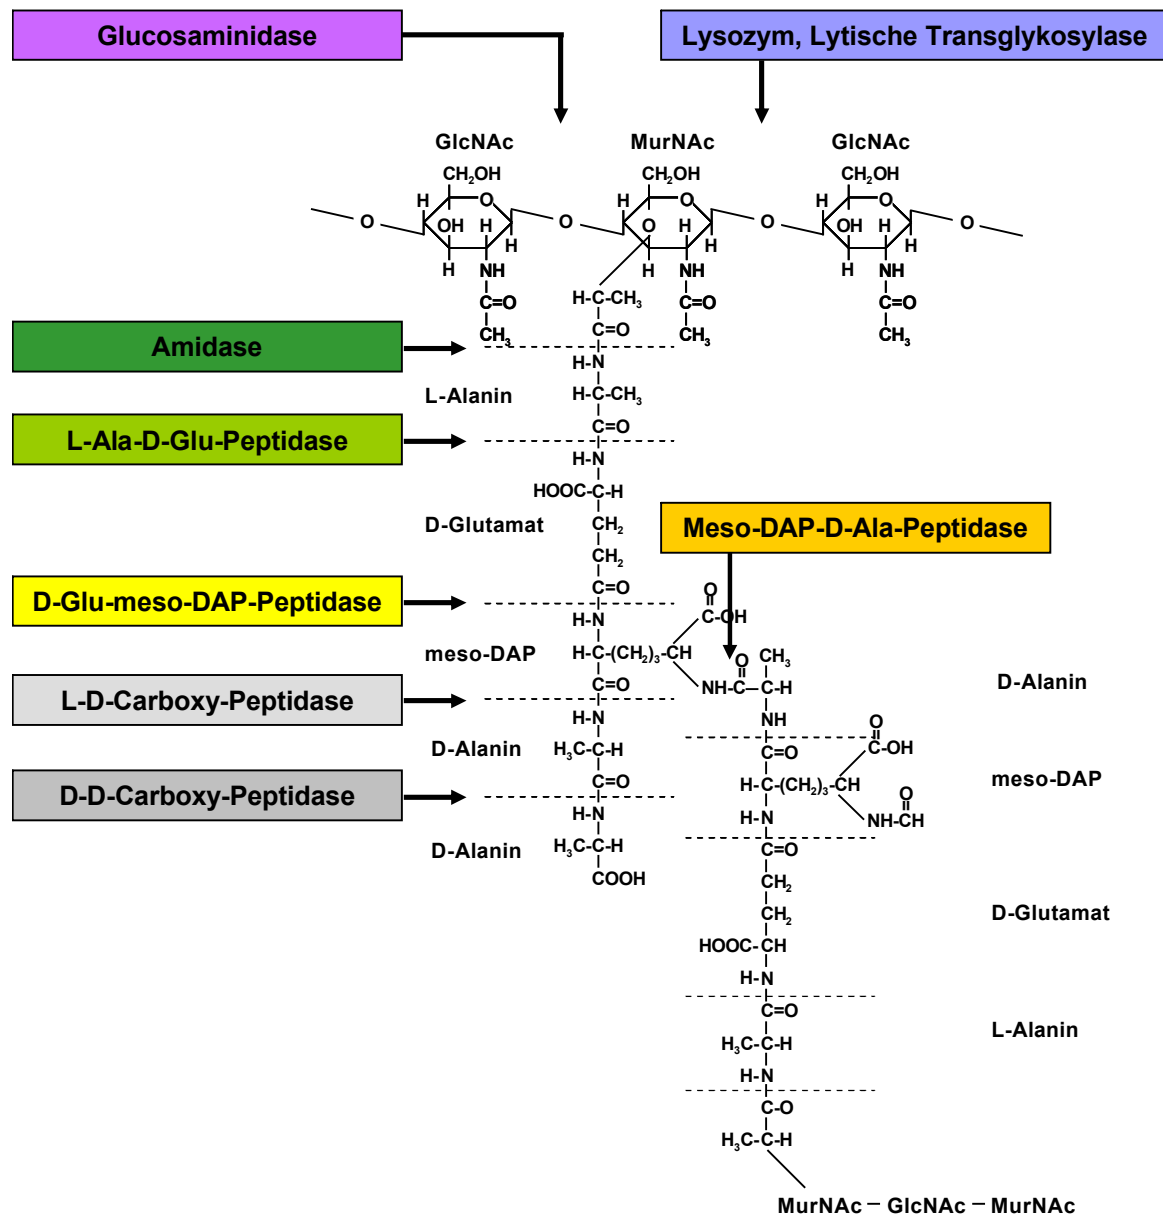 Glucosaminidase
Lysozym, Lytische Transglykosylase
GlcNAc MurNAc GlcNAc
CH2OH CH2OH CH2OH
H O H O H O
O OH H H O O H H O OH H H O
H NH H NH H NH
H-C-CH3 C=O C=O C=O
C=O CH3 CH3 CH3
Amidase
H-N
L-Alanin H-C-CH3
C=O
L-Ala-D-Glu-Peptidase
H-N
HOOC-C-H
D-Glutamat CH2
Meso-DAP-D-Ala-Peptidase
CH2
C=O
D-Glu-meso-DAP-Peptidase
O
H-N C-OH
meso-DAP H-C-(CH2)3-CH O CH3
C=O NH-C-C-H D-Alanin
L-D-Carboxy-Peptidase
H-N NH O
D-Alanin H3C-C-H C=O C-OH
C=O H-C-(CH2)3-CH meso-DAP
D-D-Carboxy-Peptidase
O
H-N H-N NH-CH
D-Alanin H3C-C-H C=O
COOH CH2
CH2 D-Glutamat
HOOC-CH
H-N
C=O
H3C-C-H L-Alanin
H-N
C-O
H3C-C-H
MurNAc – GlcNAc – MurNAc